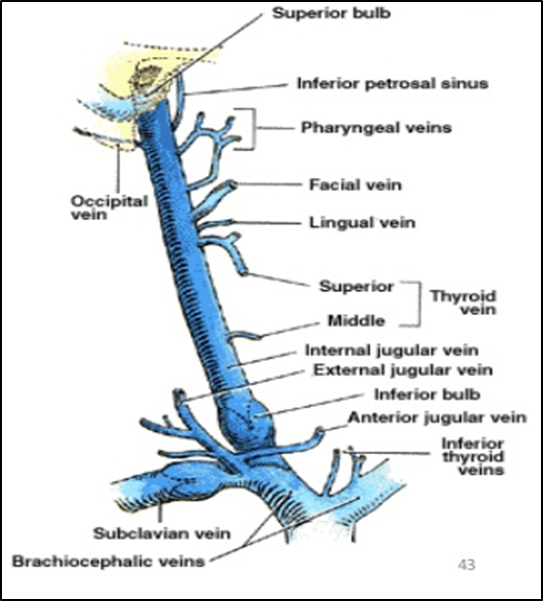 Superior bulb
Inferior petrosal sinus
Pharyngeal veins
Facial vein
Occipital
vein
Lingual vein
Superior
Thyroid
vein
Middle
Internal jugular vein
External jugular vein
Inferior bulb
Anterior jugular vein
Inferior
thyroid
veins
Subclavian vein
Brachiocephalic veins
43